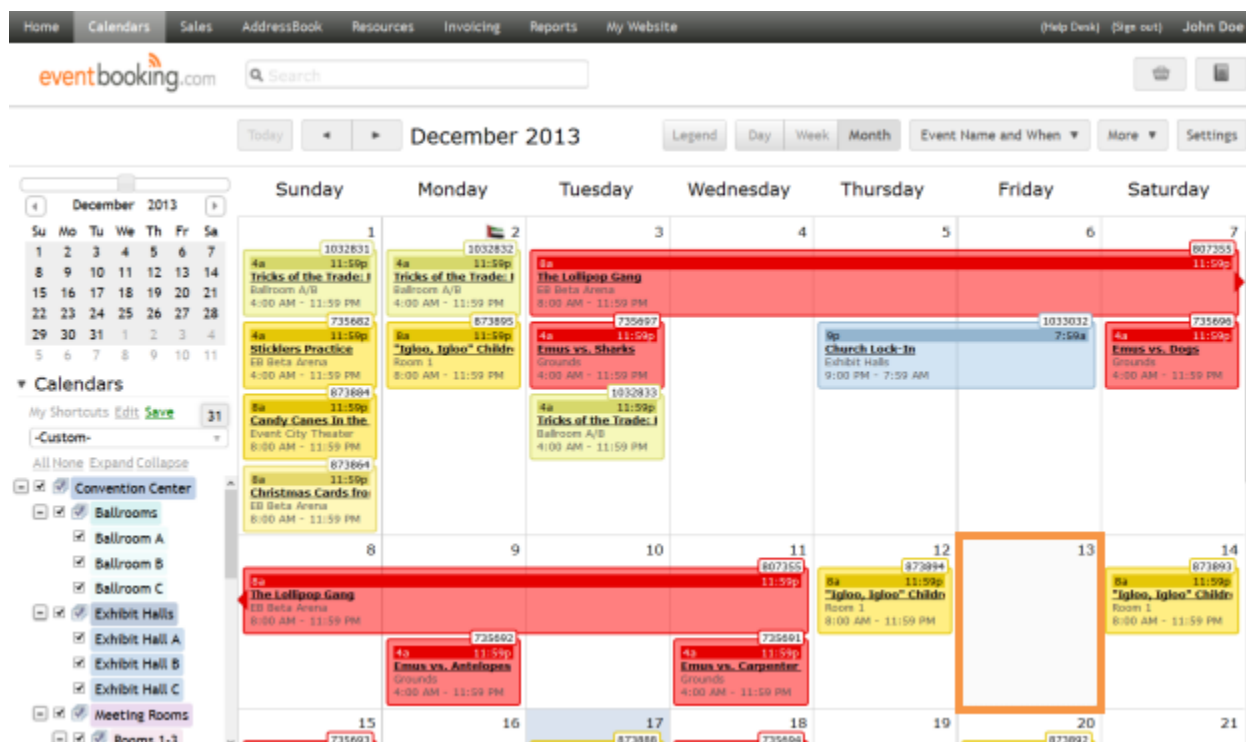 Home Calendars Sales AddressBook Resources Invoicing Reports My Website (Help Desk) (Sign out) John Doe
eventbooking.com Search
Today December 2013 Legend Day Week Month Event Name and When More Settings
Sunday Monday Tuesday Wednesday Thursday Friday Saturday
December 2013
Su Mo Tu We Th Fr Sa
1 2 3 4 5 6 7
8 9 10 11 12 13 14
15 16 17 18 19 20 21
22 23 24 25 26 27 28
29 30 31 1 2 3 4
5 6 7 8 9 10 11
Calendars
My Shortcuts Edit Save 31
-Custom-
All None Expand Collapse
Convention Center
Ballrooms
Ballroom A
Ballroom B
Ballroom C
Exhibit Halls
Exhibit Hall A
Exhibit Hall B
Exhibit Hall C
Meeting Rooms
Rooms 1-3
1 2 3 4 5 6 7
1032831
4a 11:59p
Tricks of the Trade:
Ballroom A/B
4:00 AM - 11:59 PM
735682
4a 11:59p
Sticklers Practice
EB Beta Arena
4:00 AM - 11:59 PM
873884
8a 11:59p
Candy Canes In the
Event City Theater
8:00 AM - 11:59 PM
873864
8a 11:59p
Christmas Cards fro
EB Beta Arena
8:00 AM - 11:59 PM
1032832
4a 11:59p
Tricks of the Trade:
Ballroom A/B
4:00 AM - 11:59 PM
873895
8a 11:59p
"Igloo, Igloo" Childr
Room 1
8:00 AM - 11:59 PM
807355
8a 11:59p
The Lollipop Gang
EB Beta Arena
8:00 AM - 11:59 PM
735697
4a 11:59p
Emus vs. Sharks
Grounds
4:00 AM - 11:59 PM
1032833
4a 11:59p
Tricks of the Trade:
Ballroom A/B
4:00 AM - 11:59 PM
1033032
9p 7:59a
Church Lock-In
Exhibit Halls
9:00 PM - 7:59 AM
735696
4a 11:59p
Emus vs. Dogs
Grounds
4:00 AM - 11:59 PM
8 9 10 11 12 13 14
807355
8a 11:59p
The Lollipop Gang
EB Beta Arena
8:00 AM - 11:59 PM
735692
4a 11:59p
Emus vs. Antelopes
Grounds
4:00 AM - 11:59 PM
735691
4a 11:59p
Emus vs. Carpenter
Grounds
4:00 AM - 11:59 PM
873894
8a 11:59p
"Igloo, Igloo" Childr
Room 1
8:00 AM - 11:59 PM
873893
8a 11:59p
"Igloo, Igloo" Childr
Room 1
8:00 AM - 11:59 PM
15 16 17 18 19 20 21
735693 873888 735694 873892